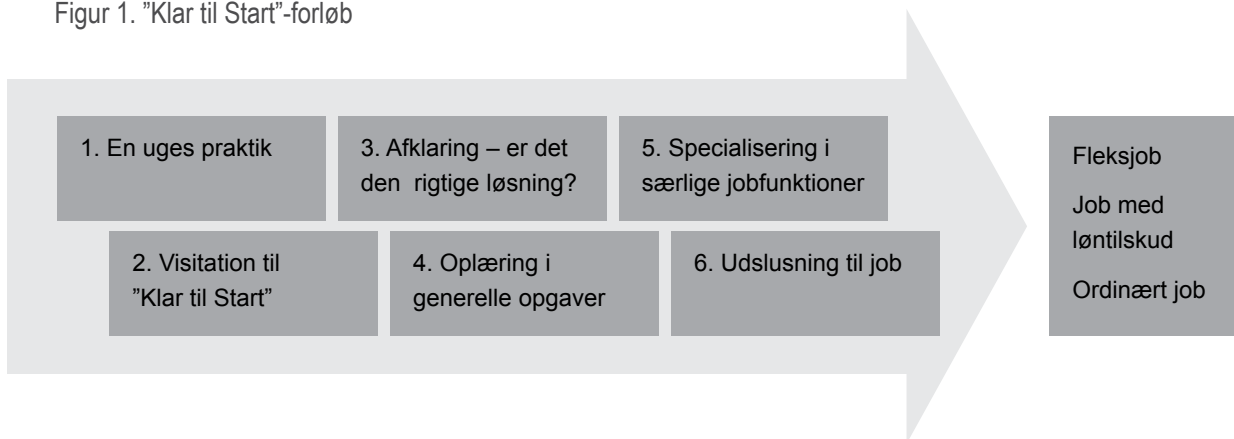 Figur 1. ”Klar til Start”-forløb
1. En uges praktik
2. Visitation til
”Klar til Start”
3. Afklaring – er det
den rigtige løsning?
4. Oplæring i
generelle opgaver
5. Specialisering i
særlige jobfunktioner
6. Udslusning til job
Fleksjob
Job med
løntilskud
Ordinært job